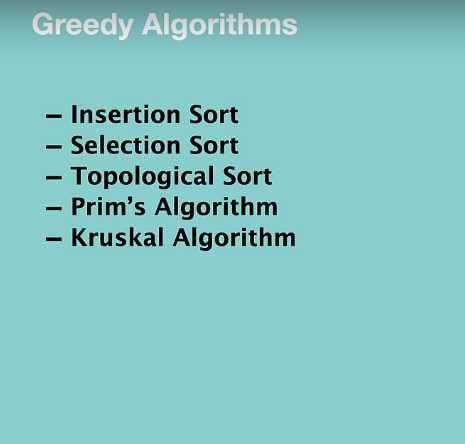 Greedy Algorithms
– Insertion Sort
– Selection Sort
– Topological Sort
– Prim’s Algorithm
– Kruskal Algorithm